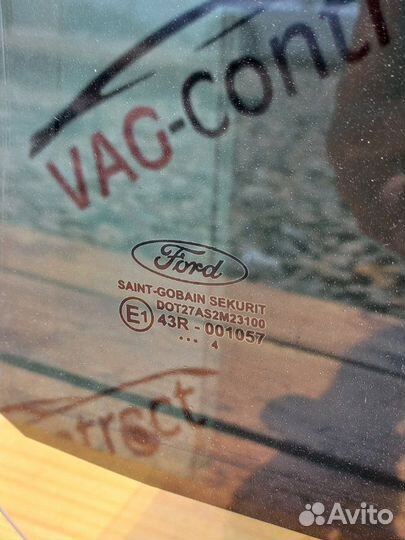 VAG-Cont
Ford
SAINT-GOBAIN SEKURIT
DOT27AS2M23100
E1 43R - 001057
... 4
Avito